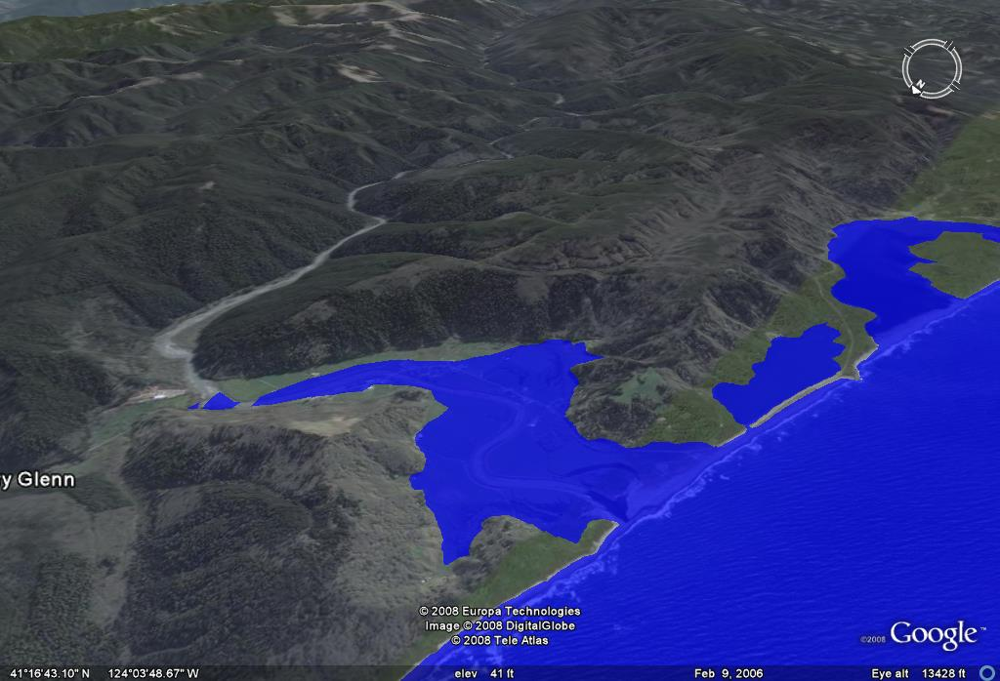 N
y Glenn
© 2008 Europa Technologies
Image © 2008 DigitalGlobe
© 2008 Tele Atlas
©2008 Google™
41°16'43.10" N 124°03'48.67" W elev 41 ft Feb 9, 2006 Eye alt 13428 ft